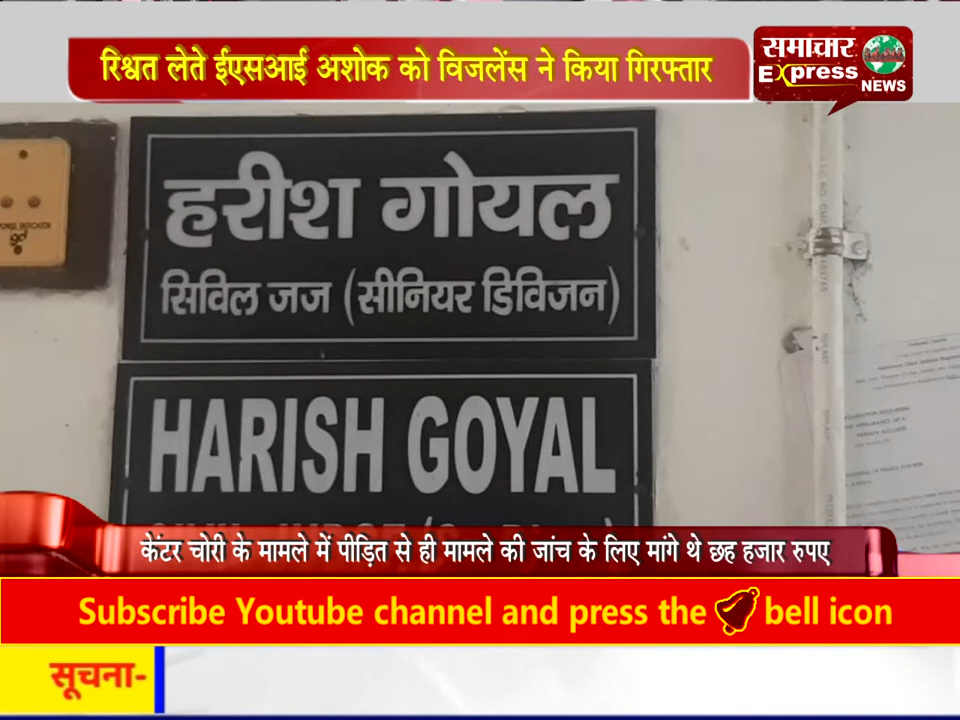 रिश्वत लेते ईएसआई अशोक को विजलेंस ने किया गिरफ्तार
समाचार
Express
NEWS
हरीश गोयल
सिविल जज (सीनियर डिविजन)
HARISH GOYAL
केंटर चोरी के मामले में पीड़ित से ही मामले की जांच के लिए मांगे थे छह हजार रुपए
Subscribe Youtube channel and press the bell icon
सूचना-